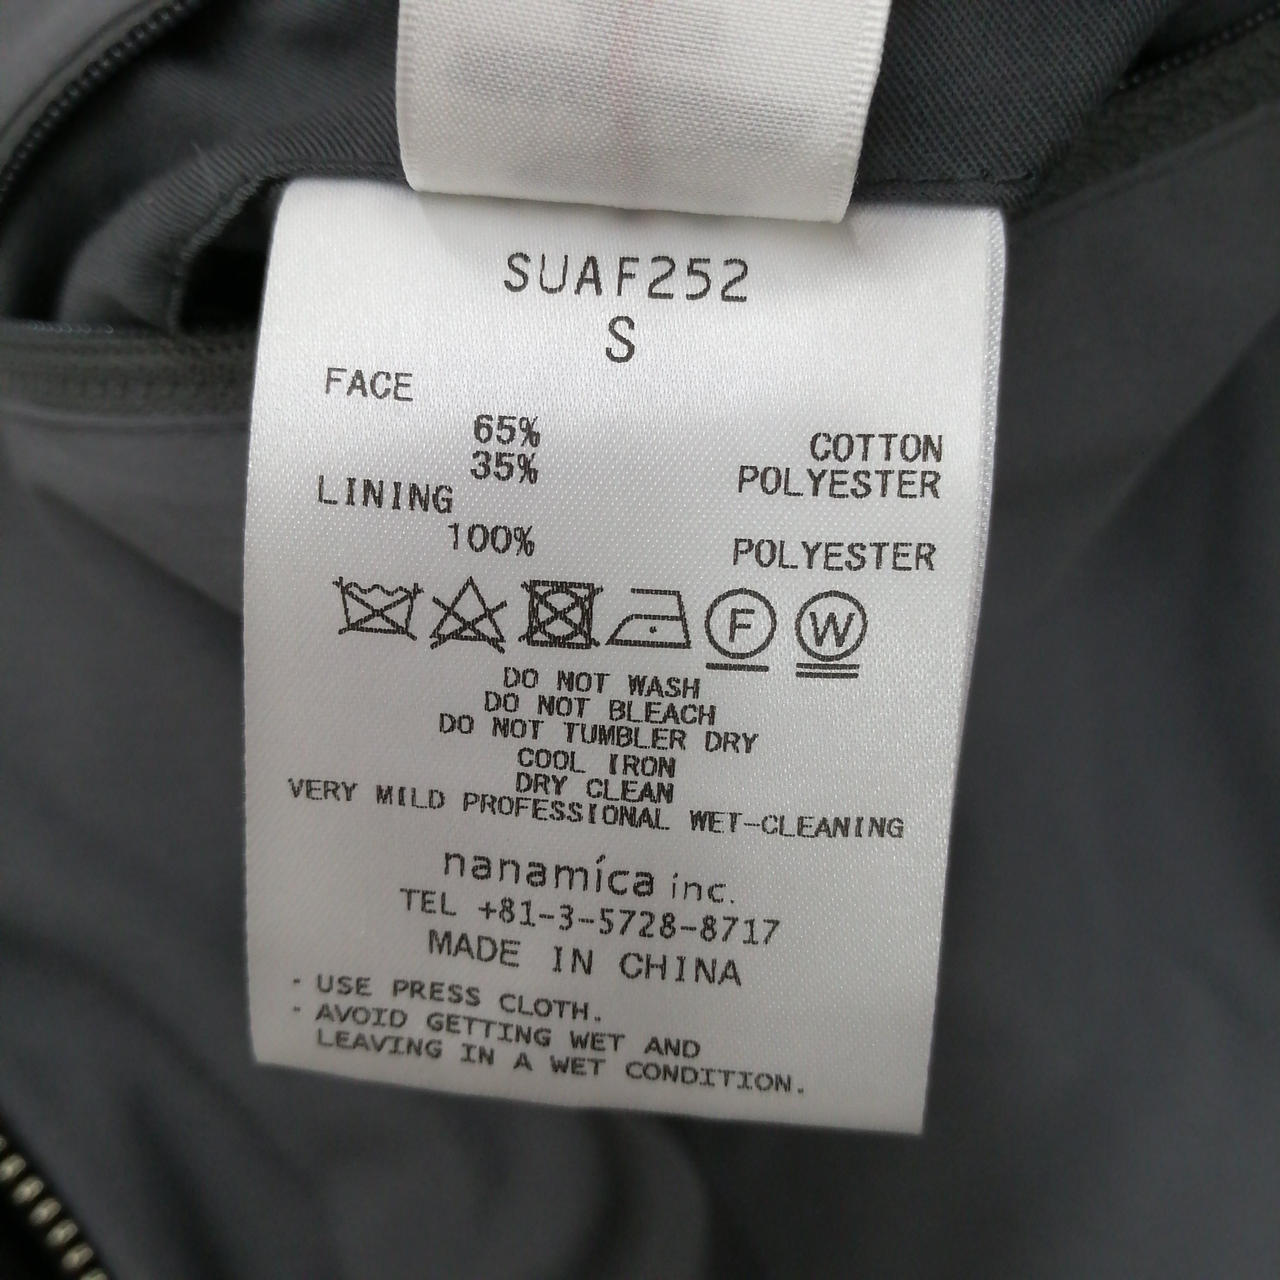 SUAF252
S
FACE
65% COTTON
35% POLYESTER
LINING
100% POLYESTER
F W
DO NOT WASH
DO NOT BLEACH
DO NOT TUMBLER DRY
COOL IRON
DRY CLEAN
VERY MILD PROFESSIONAL WET-CLEANING
nanamíca inc.
TEL +81-3-5728-8717
MADE IN CHINA
・USE PRESS CLOTH.
・AVOID GETTING WET AND
LEAVING IN A WET CONDITION.